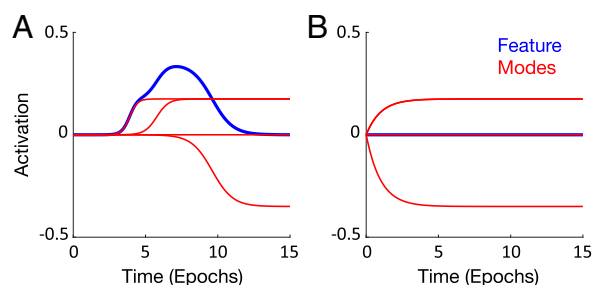 A
B
0.5
0.5
Feature
Modes
Activation
0
0
-0.5
-0.5
0 5 10 15
0 5 10 15
Time (Epochs)
Time (Epochs)